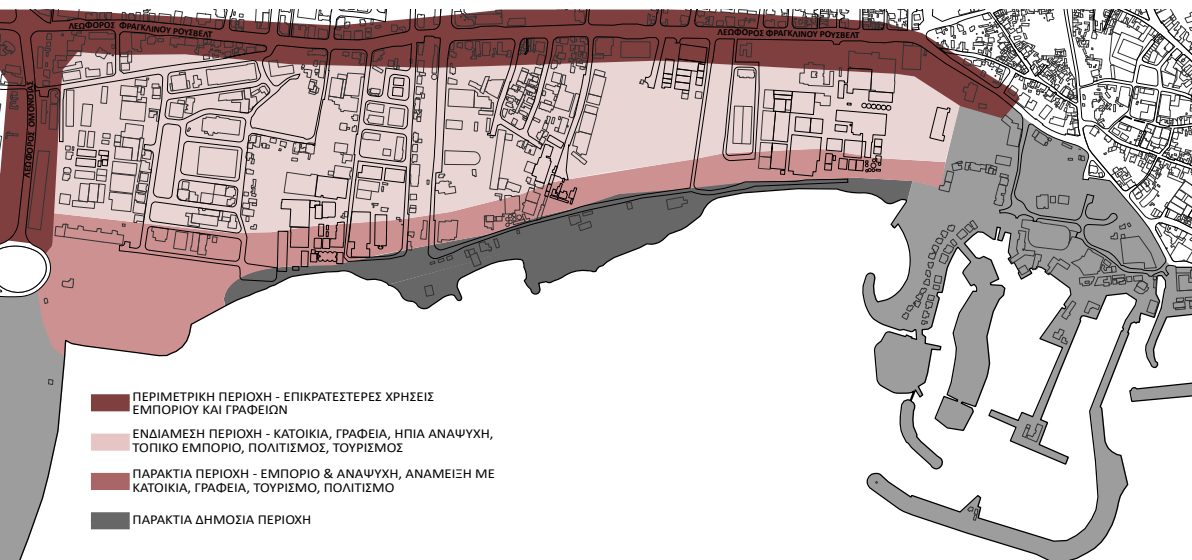 ΛΕΩΦΟΡΟΣ ΦΡΑΓΚΛΙΝΟΥ ΡΟΥΣΒΕΛΤ
ΛΕΩΦΟΡΟΣ ΦΡΑΓΚΛΙΝΟΥ ΡΟΥΣΒΕΛΤ
ΛΕΩΦΟΡΟΣ ΟΜΟΝΟΙΑΣ
ΠΕΡΙΜΕΤΡΙΚΗ ΠΕΡΙΟΧΗ - ΕΠΙΚΡΑΤΕΣΤΕΡΕΣ ΧΡΗΣΕΙΣ
ΕΜΠΟΡΙΟΥ ΚΑΙ ΓΡΑΦΕΙΩΝ
ΕΝΔΙΑΜΕΣΗ ΠΕΡΙΟΧΗ - ΚΑΤΟΙΚΙΑ, ΓΡΑΦΕΙΑ, ΗΠΙΑ ΑΝΑΨΥΧΗ,
ΤΟΠΙΚΟ ΕΜΠΟΡΙΟ, ΠΟΛΙΤΙΣΜΟΣ, ΤΟΥΡΙΣΜΟΣ
ΠΑΡΑΚΤΙΑ ΠΕΡΙΟΧΗ - ΕΜΠΟΡΙΟ & ΑΝΑΨΥΧΗ, ΑΝΑΜΕΙΞΗ ΜΕ
ΚΑΤΟΙΚΙΑ, ΓΡΑΦΕΙΑ, ΤΟΥΡΙΣΜΟ, ΠΟΛΙΤΙΣΜΟ
ΠΑΡΑΚΤΙΑ ΔΗΜΟΣΙΑ ΠΕΡΙΟΧΗ